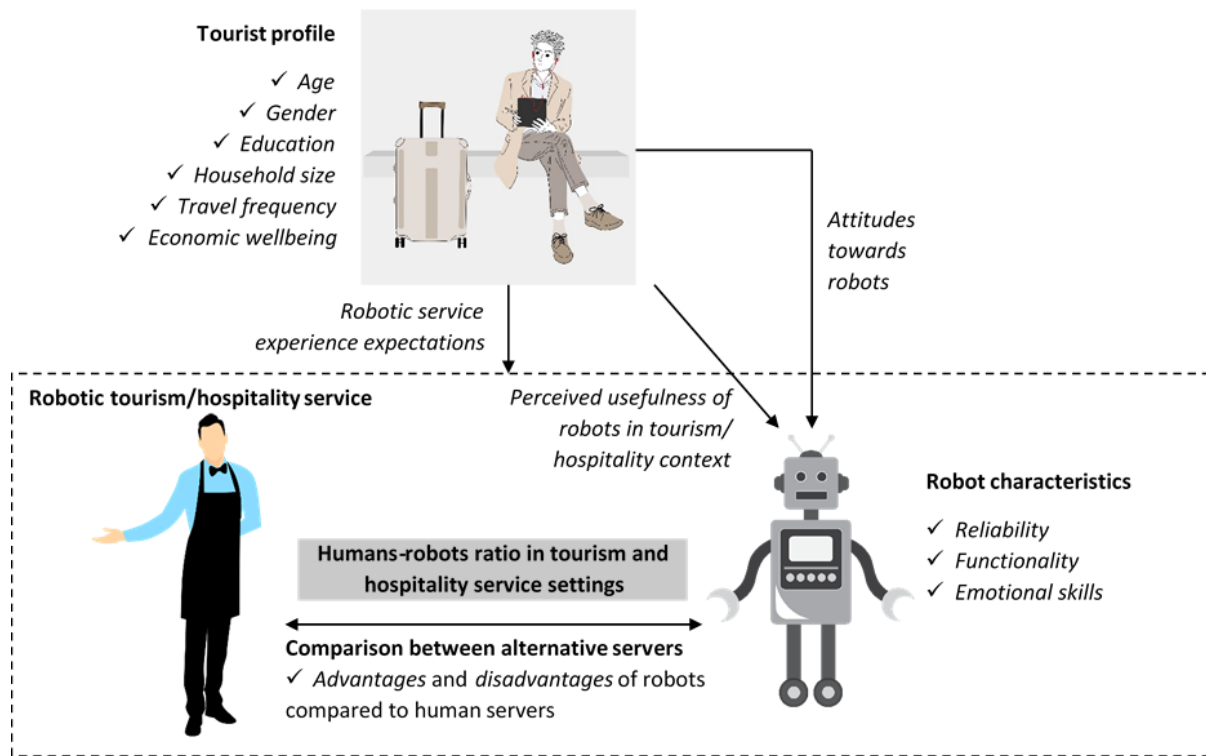 Tourist profile
✓ Age
✓ Gender
✓ Education
✓ Household size
✓ Travel frequency
✓ Economic wellbeing
Attitudes
towards
robots
Robotic service
experience expectations
Robotic tourism/hospitality service
Perceived usefulness of
robots in tourism/
hospitality context
Robot characteristics
✓ Reliability
✓ Functionality
✓ Emotional skills
Humans-robots ratio in tourism and
hospitality service settings
Comparison between alternative servers
✓ Advantages and disadvantages of robots
compared to human servers